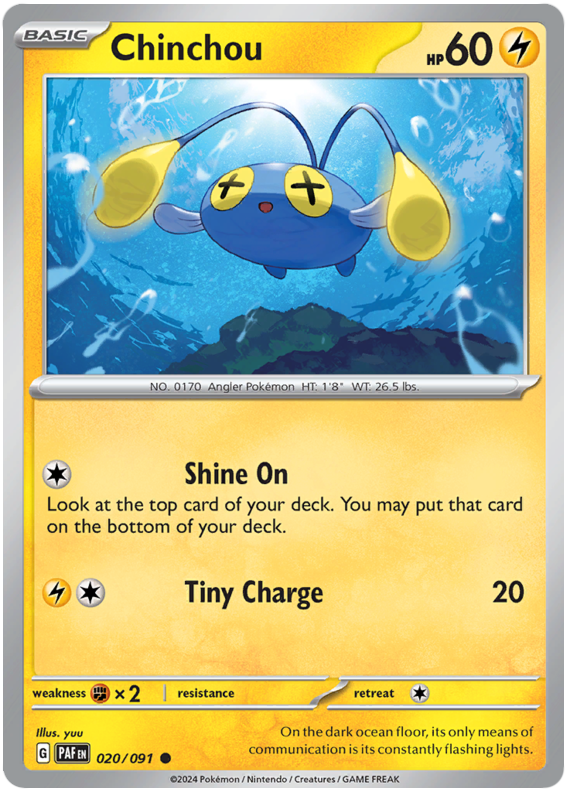 BASIC
Chinchou
HP60
NO. 0170 Angler Pokémon HT: 1'8" WT: 26.5 lbs.
Shine On
Look at the top card of your deck. You may put that card
on the bottom of your deck.
Tiny Charge 20
weakness ×2 resistance retreat
Illus. yuu
On the dark ocean floor, its only means of
communication is its constantly flashing lights.
G PAF EN 020/091
©2024 Pokémon / Nintendo / Creatures / GAME FREAK